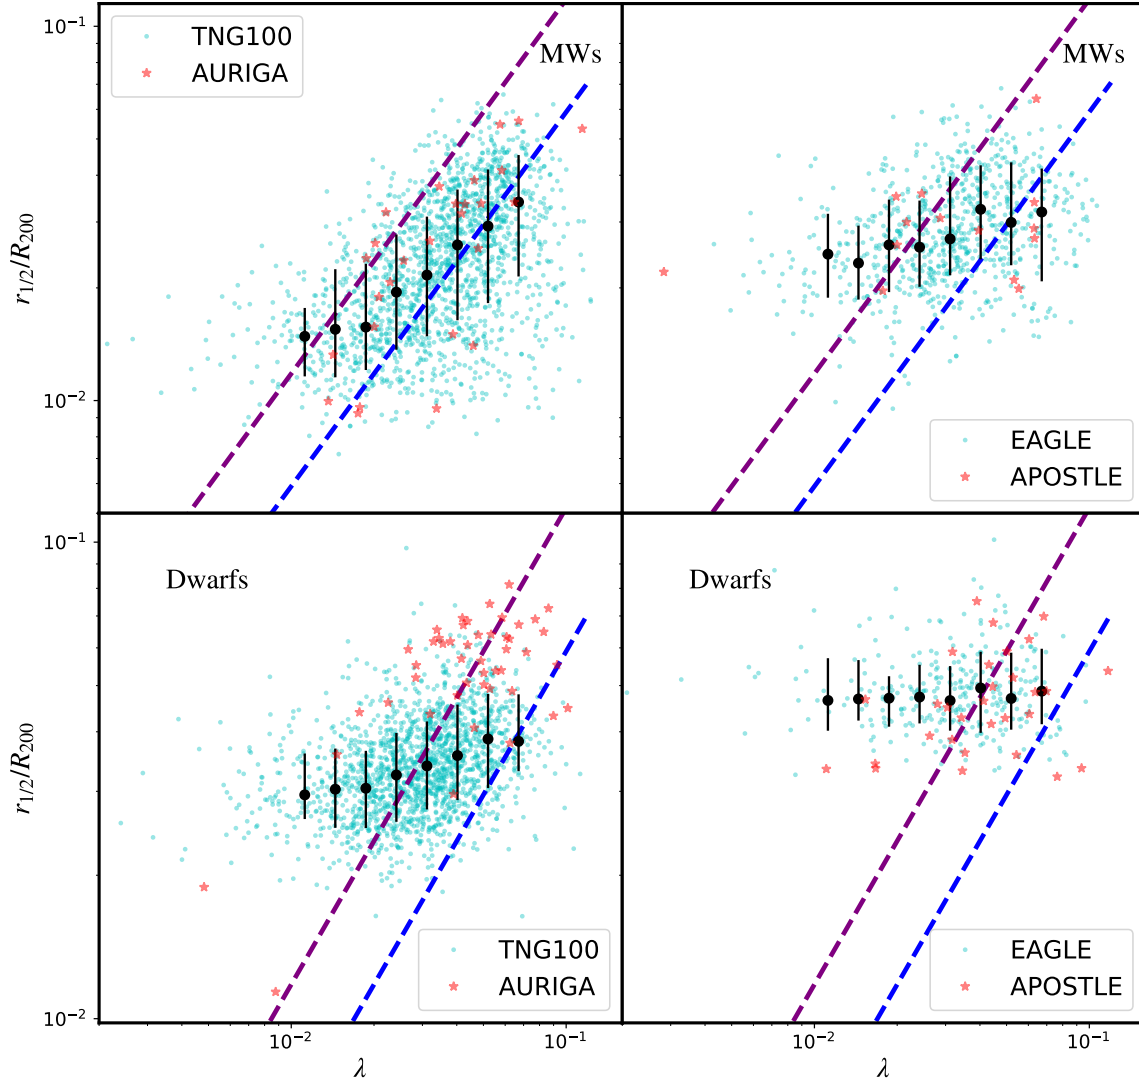 10⁻¹
TNG100
AURIGA
MWs
MWs
r₁/₂/R₂₀₀
10⁻²
EAGLE
APOSTLE
10⁻¹
Dwarfs
Dwarfs
r₁/₂/R₂₀₀
TNG100
AURIGA
EAGLE
APOSTLE
10⁻²
10⁻² 10⁻¹ 10⁻² 10⁻¹
λ λ